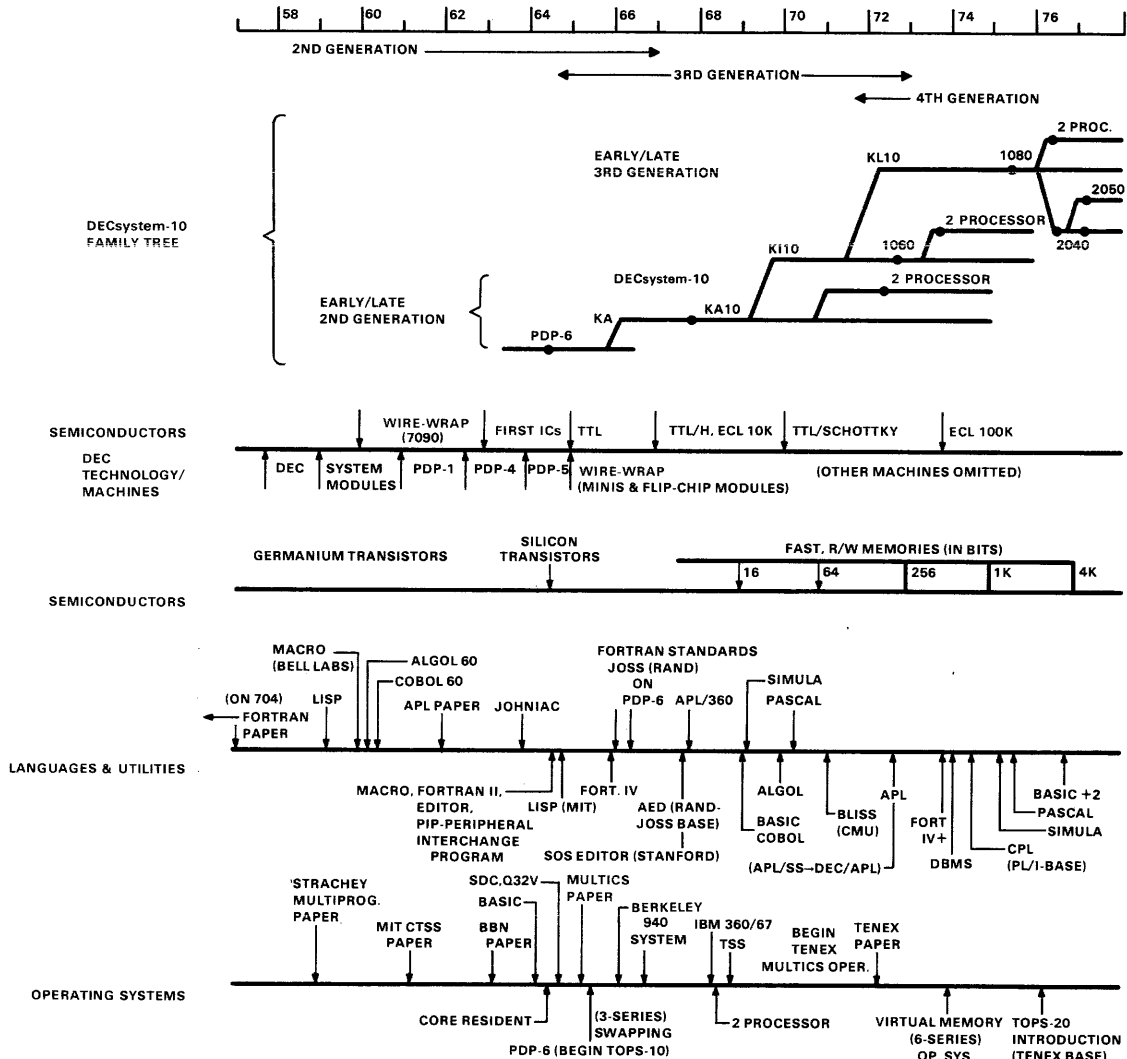 58 60 62 64 66 68 70 72 74 76
2ND GENERATION
3RD GENERATION
4TH GENERATION
2 PROC.
EARLY/LATE
3RD GENERATION
KL10
1080
2050
DECsystem-10
FAMILY TREE
2 PROCESSOR
KI10
1060
2040
DECsystem-10
2 PROCESSOR
EARLY/LATE
2ND GENERATION
KA
KA10
PDP-6
SEMICONDUCTORS
WIRE-WRAP
(7090)
FIRST ICs
TTL
TTL/H, ECL 10K
TTL/SCHOTTKY
ECL 100K
DEC
TECHNOLOGY/
MACHINES
DEC
SYSTEM
MODULES
PDP-1
PDP-4
PDP-5
WIRE-WRAP
(MINIS & FLIP-CHIP MODULES)
(OTHER MACHINES OMITTED)
GERMANIUM TRANSISTORS
SILICON
TRANSISTORS
FAST, R/W MEMORIES (IN BITS)
16
64
256
1K
4K
SEMICONDUCTORS
MACRO
(BELL LABS)
ALGOL 60
COBOL 60
(ON 704)
FORTRAN
PAPER
LISP
APL PAPER
JOHNIAC
FORTRAN STANDARDS
JOSS (RAND)
ON
PDP-6
APL/360
SIMULA
PASCAL
LANGUAGES & UTILITIES
MACRO, FORTRAN II,
EDITOR,
PIP-PERIPHERAL
INTERCHANGE
PROGRAM
LISP (MIT)
FORT. IV
AED (RAND-
JOSS BASE)
SOS EDITOR (STANFORD)
BASIC
COBOL
ALGOL
BLISS
(CMU)
APL
(APL/SS→DEC/APL)
FORT
IV+
DBMS
CPL
(PL/I-BASE)
SIMULA
PASCAL
BASIC +2
STRACHEY
MULTIPROG.
PAPER
MIT CTSS
PAPER
BBN
PAPER
BASIC
SDC,Q32V
MULTICS
PAPER
BERKELEY
940
SYSTEM
IBM 360/67
TSS
BEGIN
TENEX
MULTICS OPER.
TENEX
PAPER
OPERATING SYSTEMS
CORE RESIDENT
(3-SERIES)
SWAPPING
PDP-6 (BEGIN TOPS-10)
2 PROCESSOR
VIRTUAL MEMORY
(6-SERIES)
OP. SYS
TOPS-20
INTRODUCTION
(TENEX BASE)